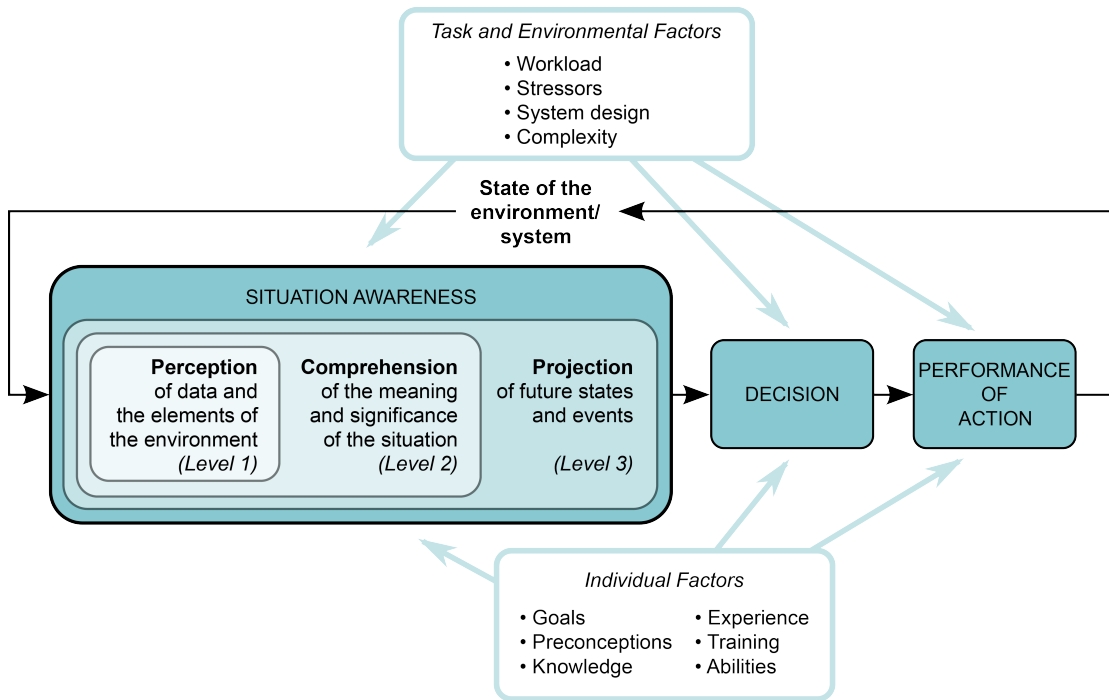 Task and Environmental Factors
• Workload
• Stressors
• System design
• Complexity
State of the
environment/
system
SITUATION AWARENESS
Perception
of data and
the elements of
the environment
(Level 1)
Comprehension
of the meaning
and significance
of the situation
(Level 2)
Projection
of future states
and events
(Level 3)
DECISION
PERFORMANCE
OF
ACTION
Individual Factors
• Goals
• Preconceptions
• Knowledge
• Experience
• Training
• Abilities